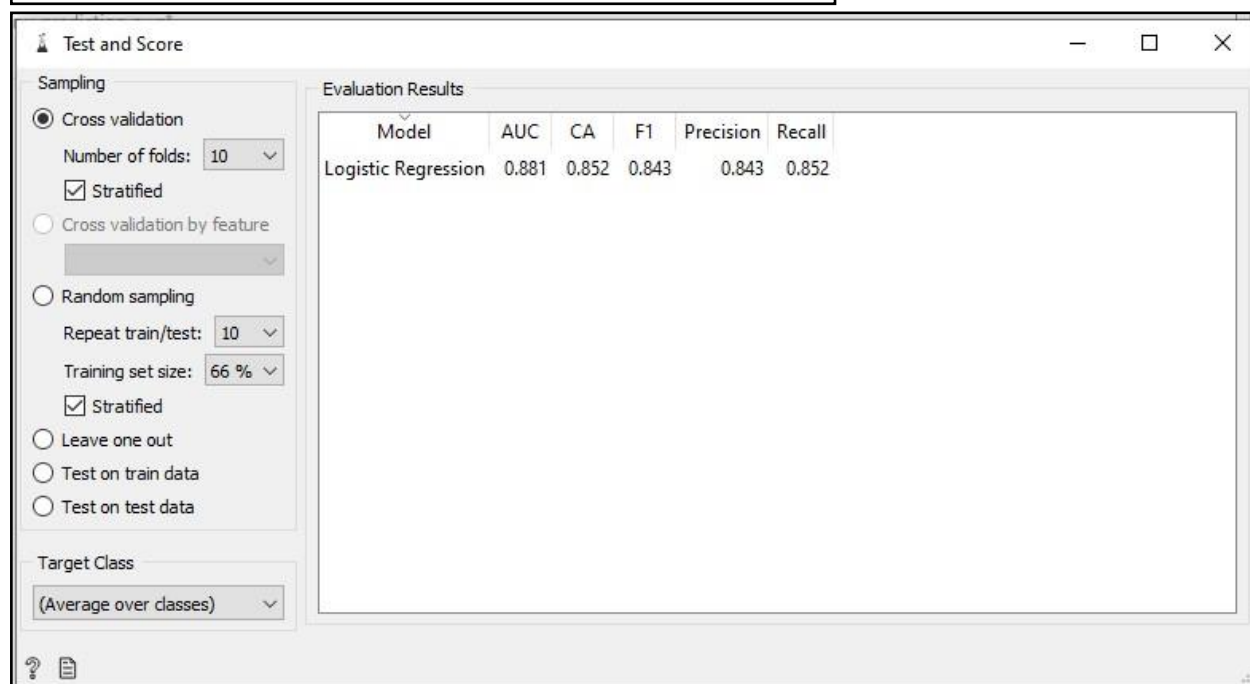 Test and Score
Sampling
Cross validation
Number of folds: 10
Stratified
Cross validation by feature
Random sampling
Repeat train/test: 10
Training set size: 66 %
Stratified
Leave one out
Test on train data
Test on test data
Target Class
(Average over classes)
Evaluation Results
Model AUC CA F1 Precision Recall
Logistic Regression 0.881 0.852 0.843 0.843 0.852
?